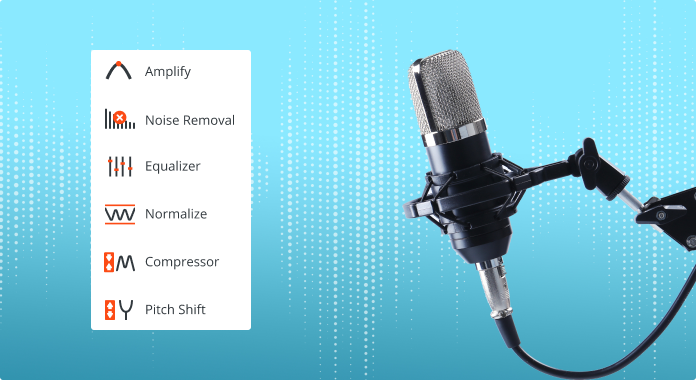 Amplify
Noise Removal
Equalizer
Normalize
Compressor
Pitch Shift